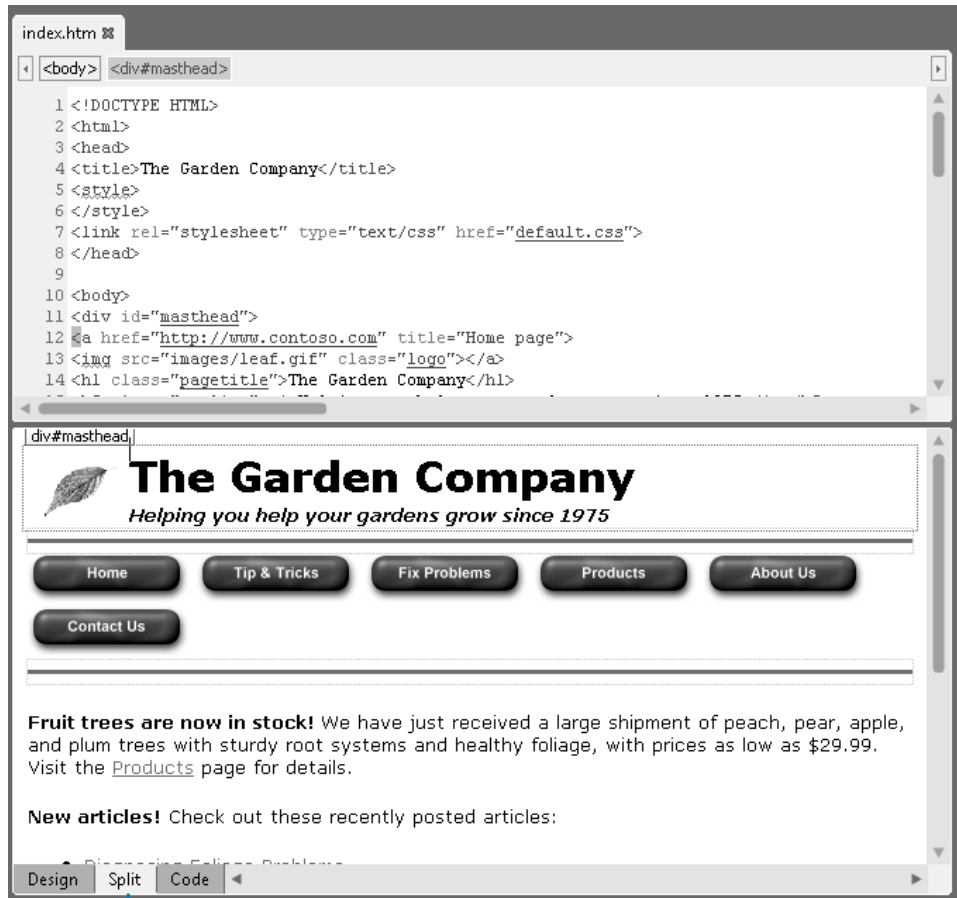 index.htm
<body> <div#masthead>
1 <!DOCTYPE HTML>
2 <html>
3 <head>
4 <title>The Garden Company</title>
5 <style>
6 </style>
7 <link rel="stylesheet" type="text/css" href="default.css">
8 </head>
9
10 <body>
11 <div id="masthead">
12 <a href="http://www.contoso.com" title="Home page">
13 <img src="images/leaf.gif" class="logo"></a>
14 <h1 class="pagetitle">The Garden Company</h1>
div#masthead
The Garden Company
Helping you help your gardens grow since 1975
Home Tip & Tricks Fix Problems Products About Us
Contact Us
Fruit trees are now in stock! We have just received a large shipment of peach, pear, apple,
and plum trees with sturdy root systems and healthy foliage, with prices as low as $29.99.
Visit the Products page for details.
New articles! Check out these recently posted articles:
Diagnosing Foliage Problems
Design Split Code